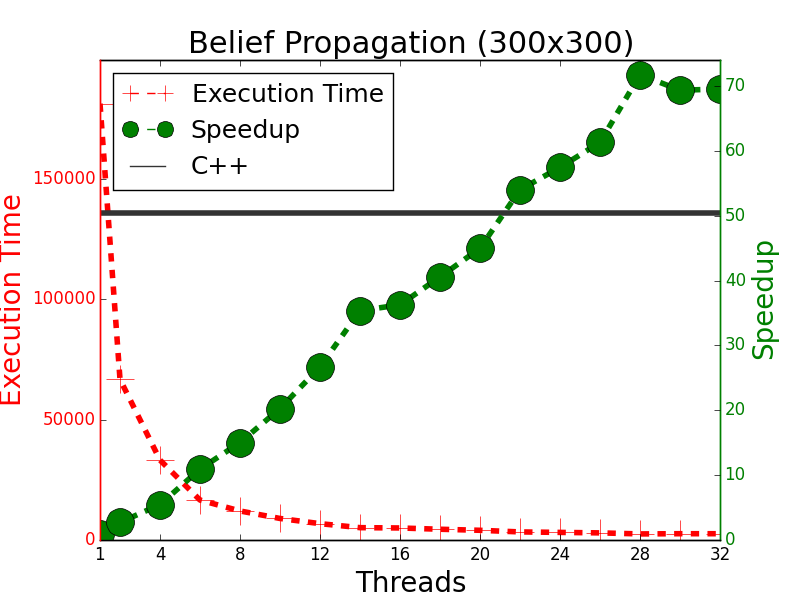 Belief Propagation (300x300)
Execution Time
Speedup
C++
Execution Time
150000
100000
50000
0
70
60
50
40
30
20
10
0
Speedup
1 4 8 12 16 20 24 28 32
Threads